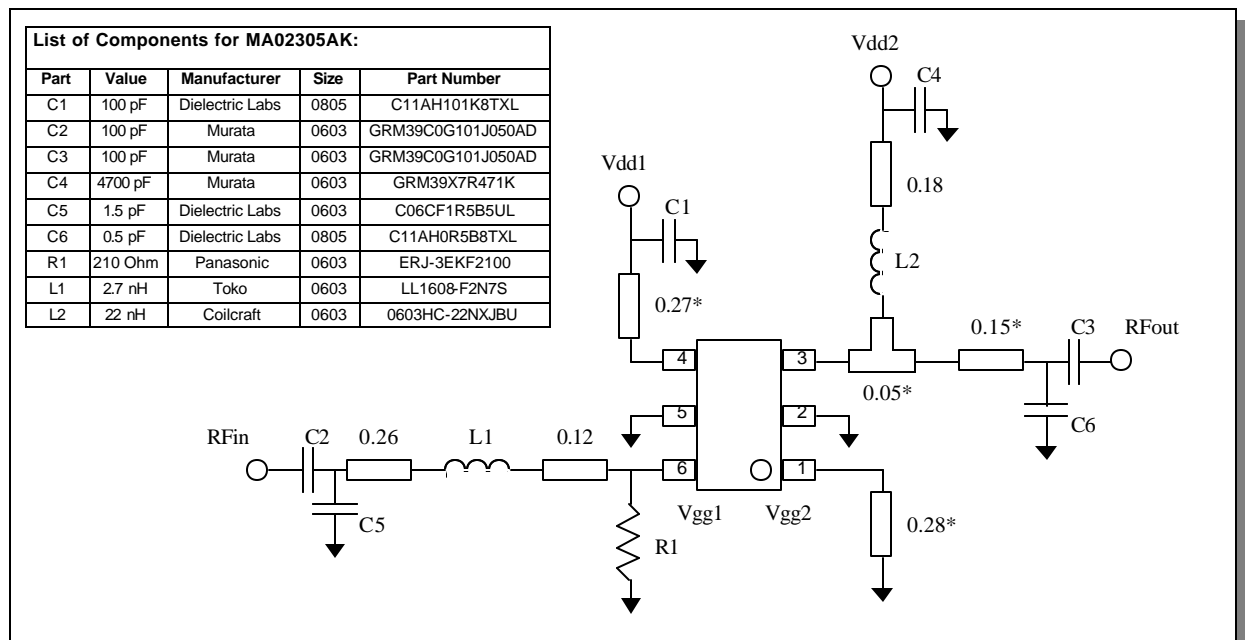 List of Components for MA02305AK:
Part Value Manufacturer Size Part Number
C1 100 pF Dielectric Labs 0805 C11AH101K8TXL
C2 100 pF Murata 0603 GRM39C0G101J050AD
C3 100 pF Murata 0603 GRM39C0G101J050AD
C4 4700 pF Murata 0603 GRM39X7R471K
C5 1.5 pF Dielectric Labs 0603 C06CF1R5B5UL
C6 0.5 pF Dielectric Labs 0805 C11AH0R5B8TXL
R1 210 Ohm Panasonic 0603 ERJ-3EKF2100
L1 2.7 nH Toko 0603 LL1608-F2N7S
L2 22 nH Coilcraft 0603 0603HC-22NXJBU
Vdd2
C4
0.18
Vdd1
C1
L2
0.27*
0.15*
C3
RFout
4
3
0.05*
5
2
C6
RFin
C2
0.26
L1
0.12
6
1
C5
Vgg1
Vgg2
0.28*
R1